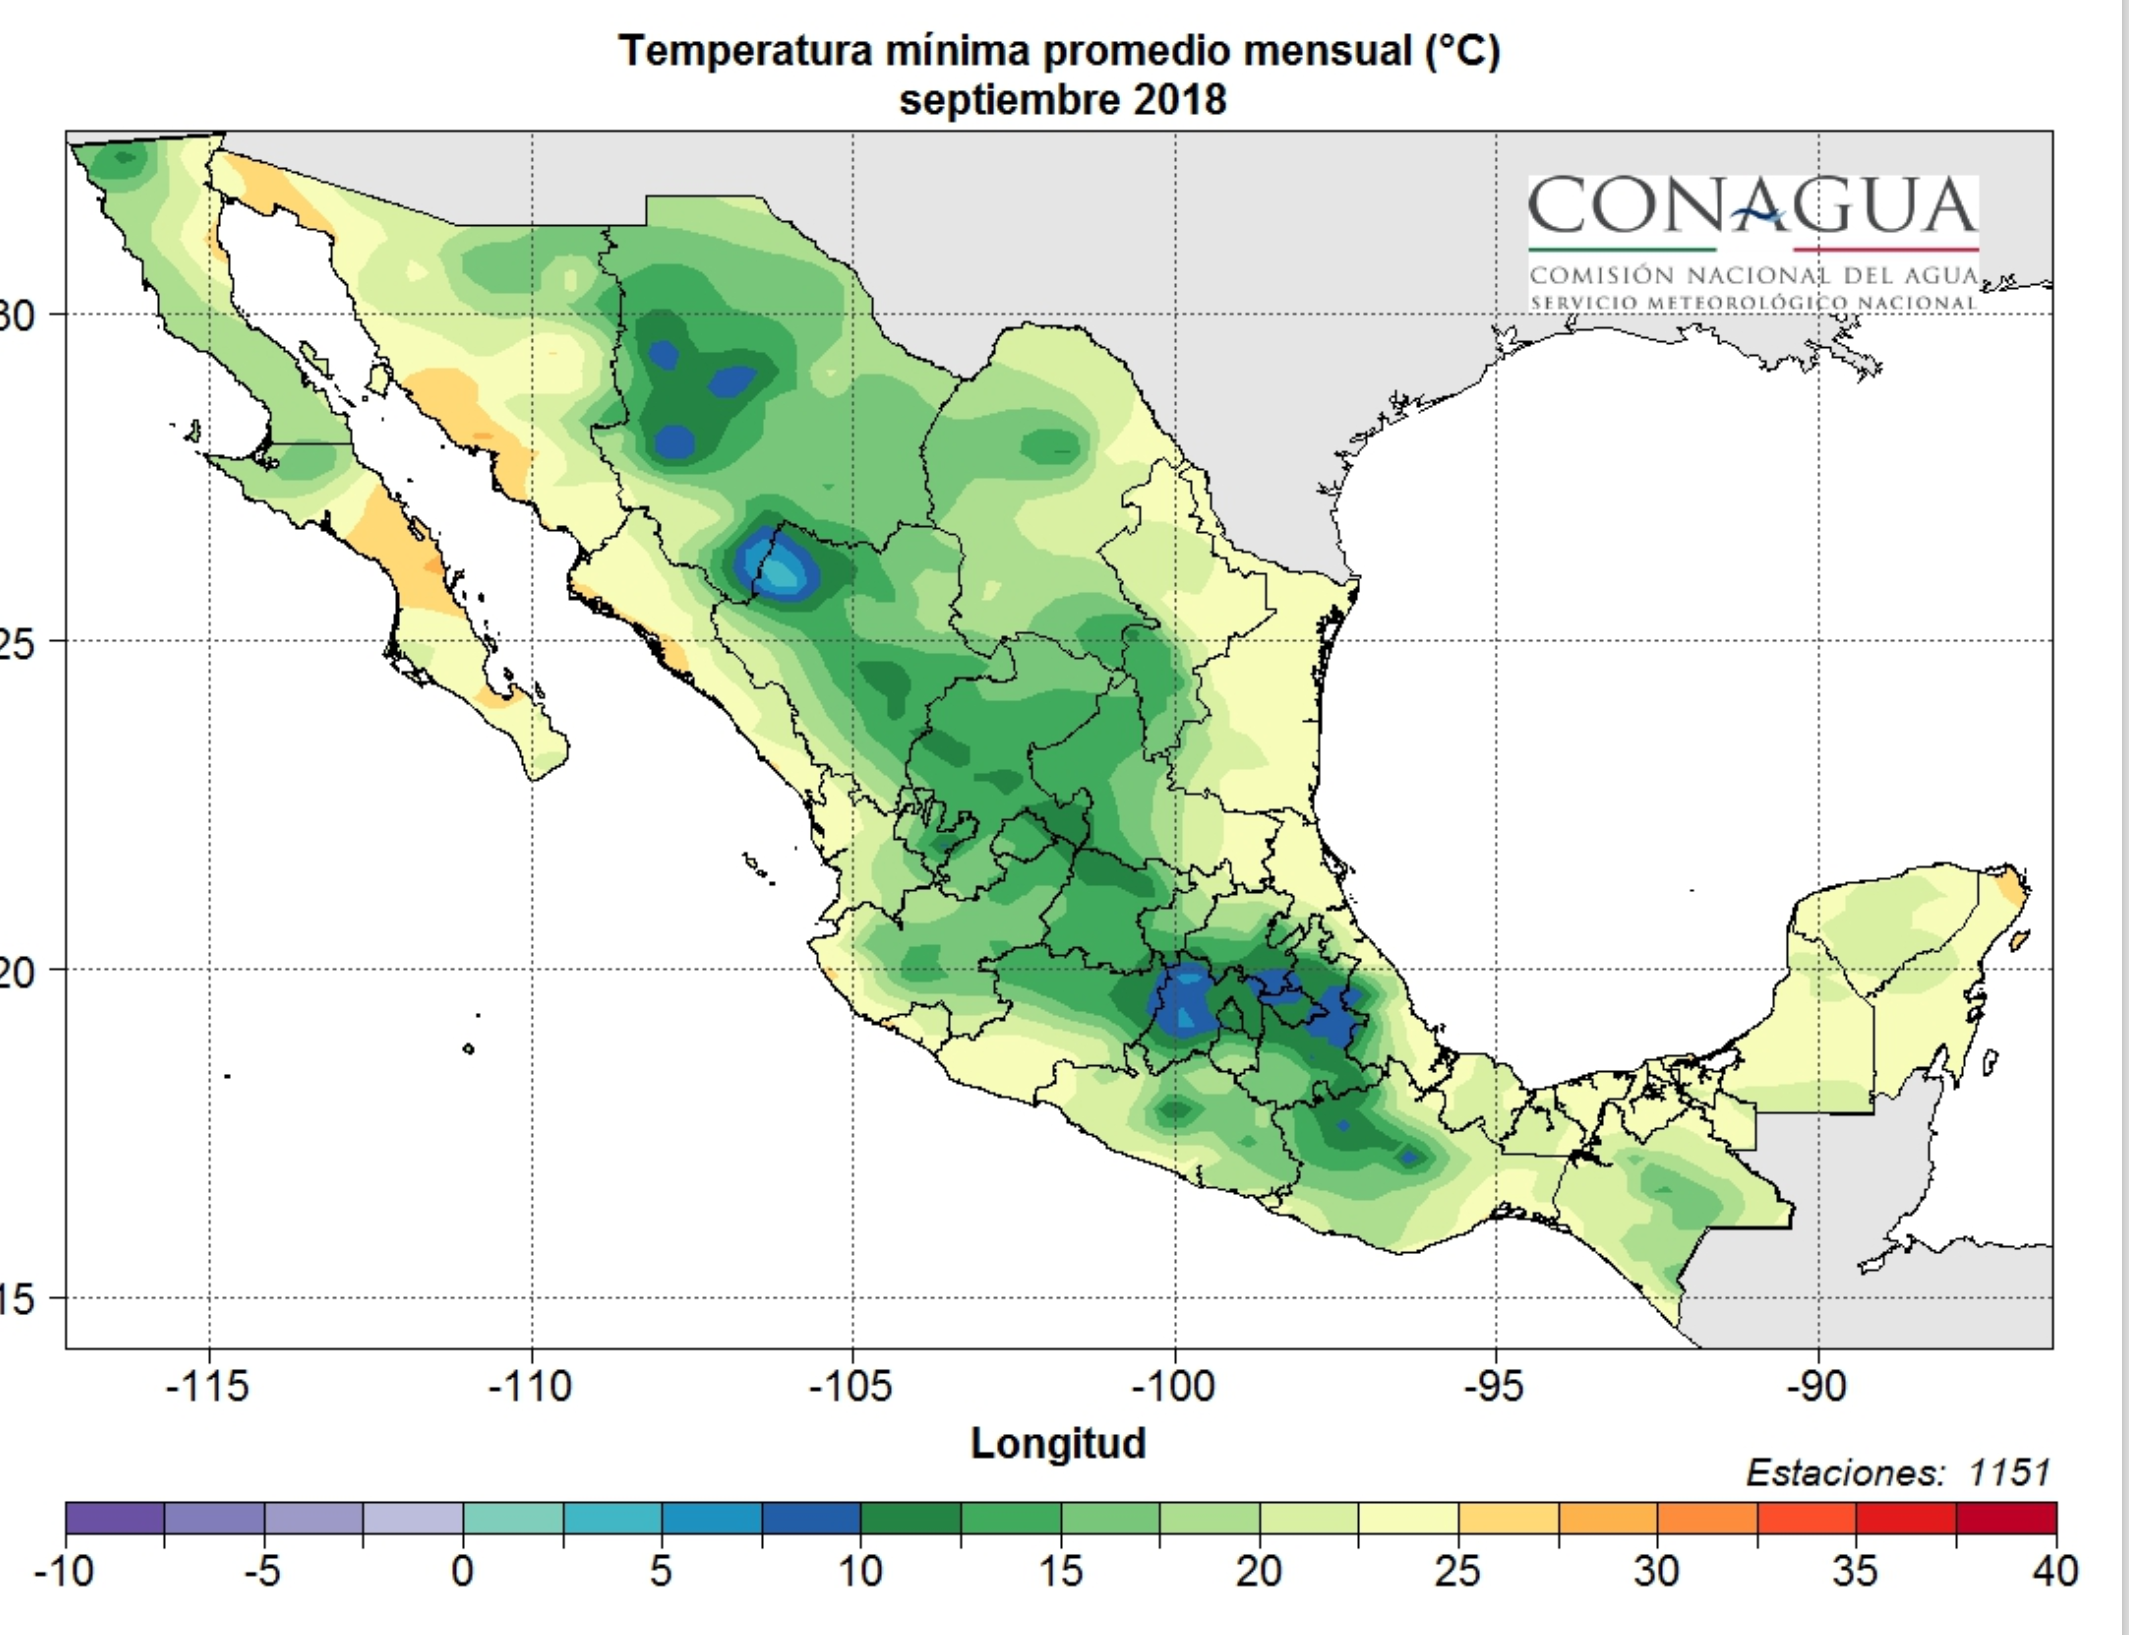 Temperatura mínima promedio mensual (°C)
septiembre 2018
CONAGUA
COMISIÓN NACIONAL DEL AGUA
SERVICIO METEOROLÓGICO NACIONAL
30
25
20
15
-115 -110 -105 -100 -95 -90
Longitud
Estaciones: 1151
-10 -5 0 5 10 15 20 25 30 35 40